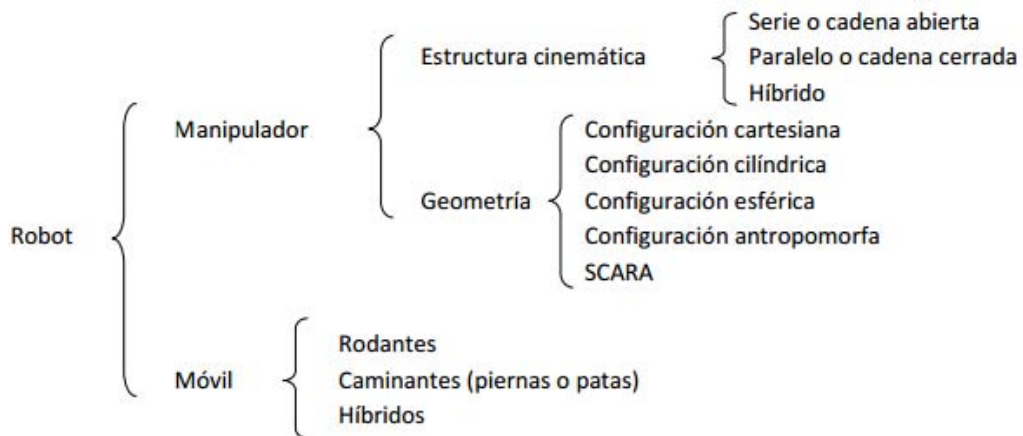 Robot
Manipulador
Estructura cinemática
Serie o cadena abierta
Paralelo o cadena cerrada
Híbrido
Geometría
Configuración cartesiana
Configuración cilíndrica
Configuración esférica
Configuración antropomorfa
SCARA
Móvil
Rodantes
Caminantes (piernas o patas)
Híbridos